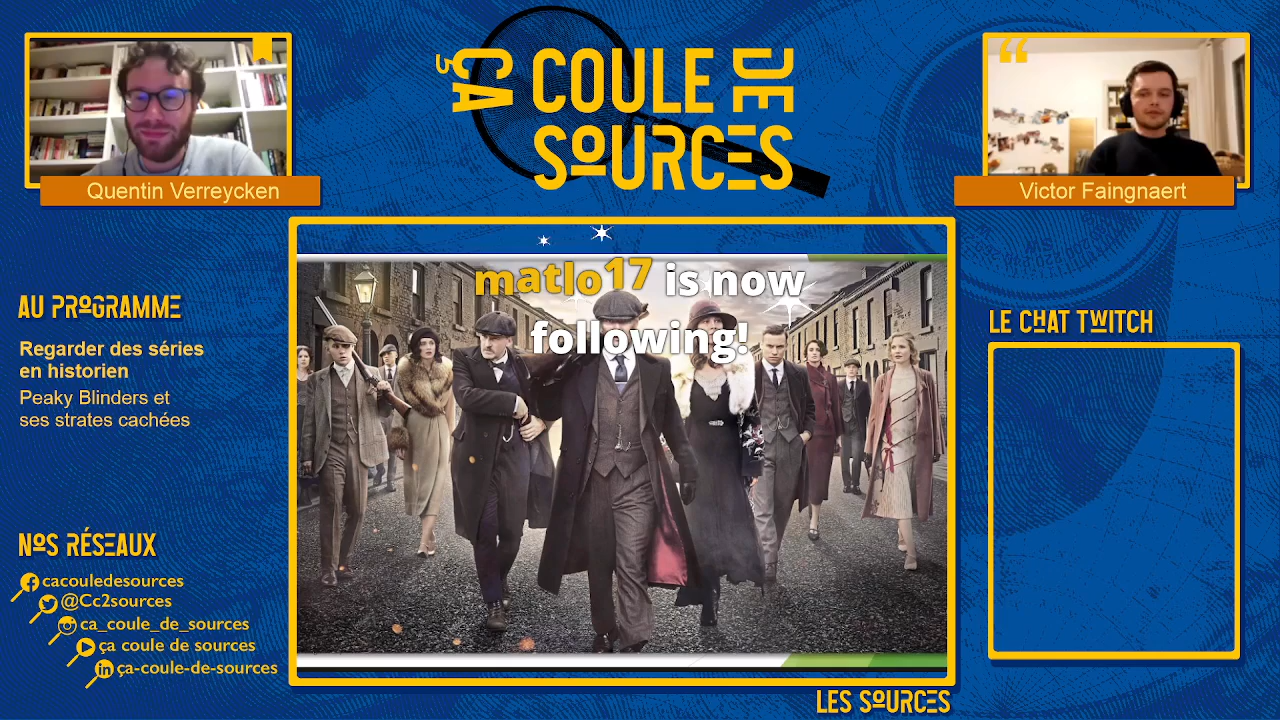 ÇA COULE DE
SOURCES
Quentin Verreycken
Victor Faingnaert
matlo17 is now
following!
AU PROGRAMME
Regarder des séries
en historien
Peaky Blinders et
ses strates cachées
LE CHAT TWITCH
NOS RÉSEAUX
cacouledesources
@Cc2sources
ca_coule_de_sources
ça coule de sources
ça-coule-de-sources
LES SOURCES